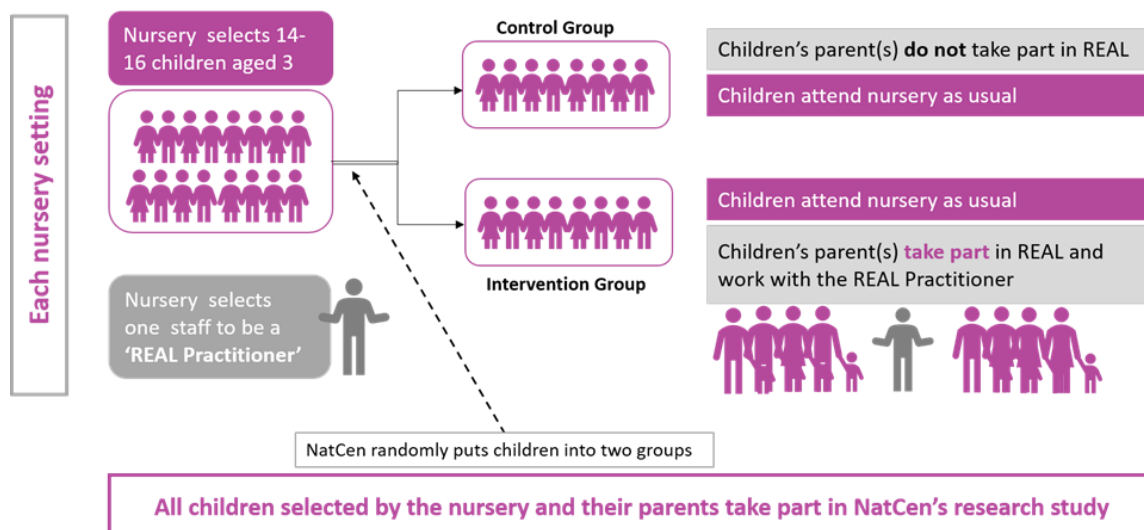 Each nursery setting
Nursery selects 14-
16 children aged 3
Control Group
Children's parent(s) do not take part in REAL
Children attend nursery as usual
Children attend nursery as usual
Children's parent(s) take part in REAL and
work with the REAL Practitioner
Intervention Group
Nursery selects
one staff to be a
'REAL Practitioner'
NatCen randomly puts children into two groups
All children selected by the nursery and their parents take part in NatCen's research study